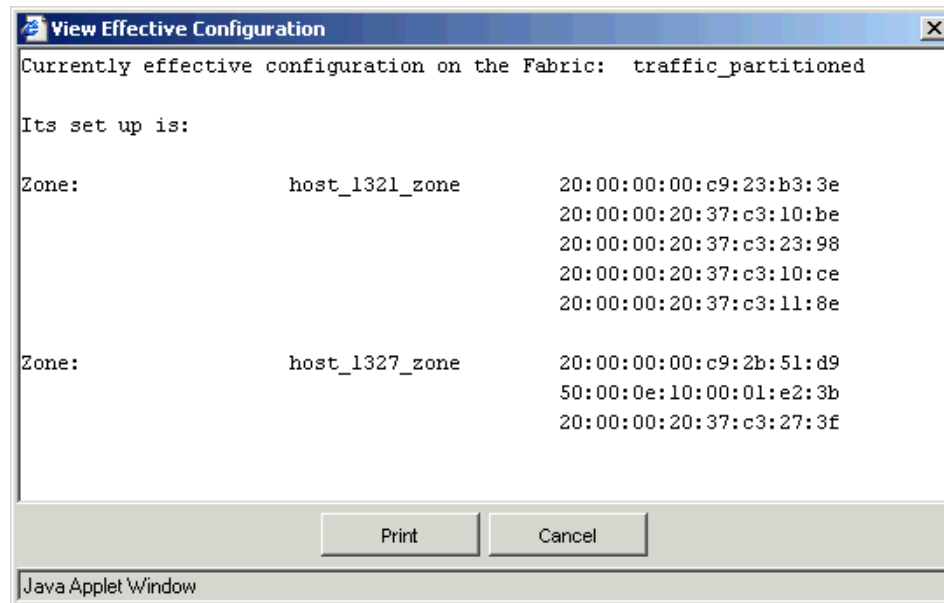 View Effective Configuration
Currently effective configuration on the Fabric: traffic_partitioned
Its set up is:
Zone: host_1321_zone 20:00:00:00:c9:23:b3:3e
20:00:00:20:37:c3:10:be
20:00:00:20:37:c3:23:98
20:00:00:20:37:c3:10:ce
20:00:00:20:37:c3:11:8e
Zone: host_1327_zone 20:00:00:00:c9:2b:51:d9
50:00:0e:10:00:01:e2:3b
20:00:00:20:37:c3:27:3f
Print Cancel
Java Applet Window